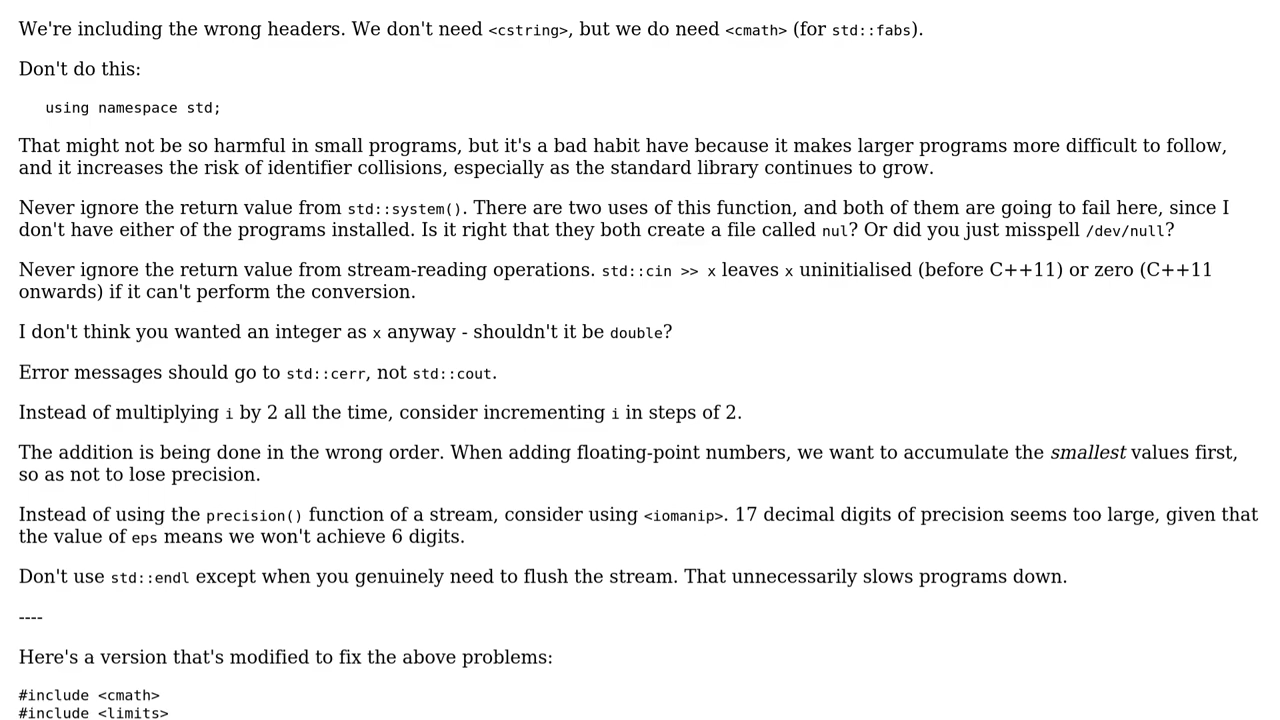 We're including the wrong headers. We don't need <cstring>, but we do need <cmath> (for std::fabs).
Don't do this:
using namespace std;
That might not be so harmful in small programs, but it's a bad habit have because it makes larger programs more difficult to follow,
and it increases the risk of identifier collisions, especially as the standard library continues to grow.
Never ignore the return value from std::system(). There are two uses of this function, and both of them are going to fail here, since I
don't have either of the programs installed. Is it right that they both create a file called nul? Or did you just misspell /dev/null?
Never ignore the return value from stream-reading operations. std::cin >> x leaves x uninitialised (before C++11) or zero (C++11
onwards) if it can't perform the conversion.
I don't think you wanted an integer as x anyway - shouldn't it be double?
Error messages should go to std::cerr, not std::cout.
Instead of multiplying i by 2 all the time, consider incrementing i in steps of 2.
The addition is being done in the wrong order. When adding floating-point numbers, we want to accumulate the smallest values first,
so as not to lose precision.
Instead of using the precision() function of a stream, consider using <iomanip>. 17 decimal digits of precision seems too large, given that
the value of eps means we won't achieve 6 digits.
Don't use std::endl except when you genuinely need to flush the stream. That unnecessarily slows programs down.
----
Here's a version that's modified to fix the above problems:
#include <cmath>
#include <limits>